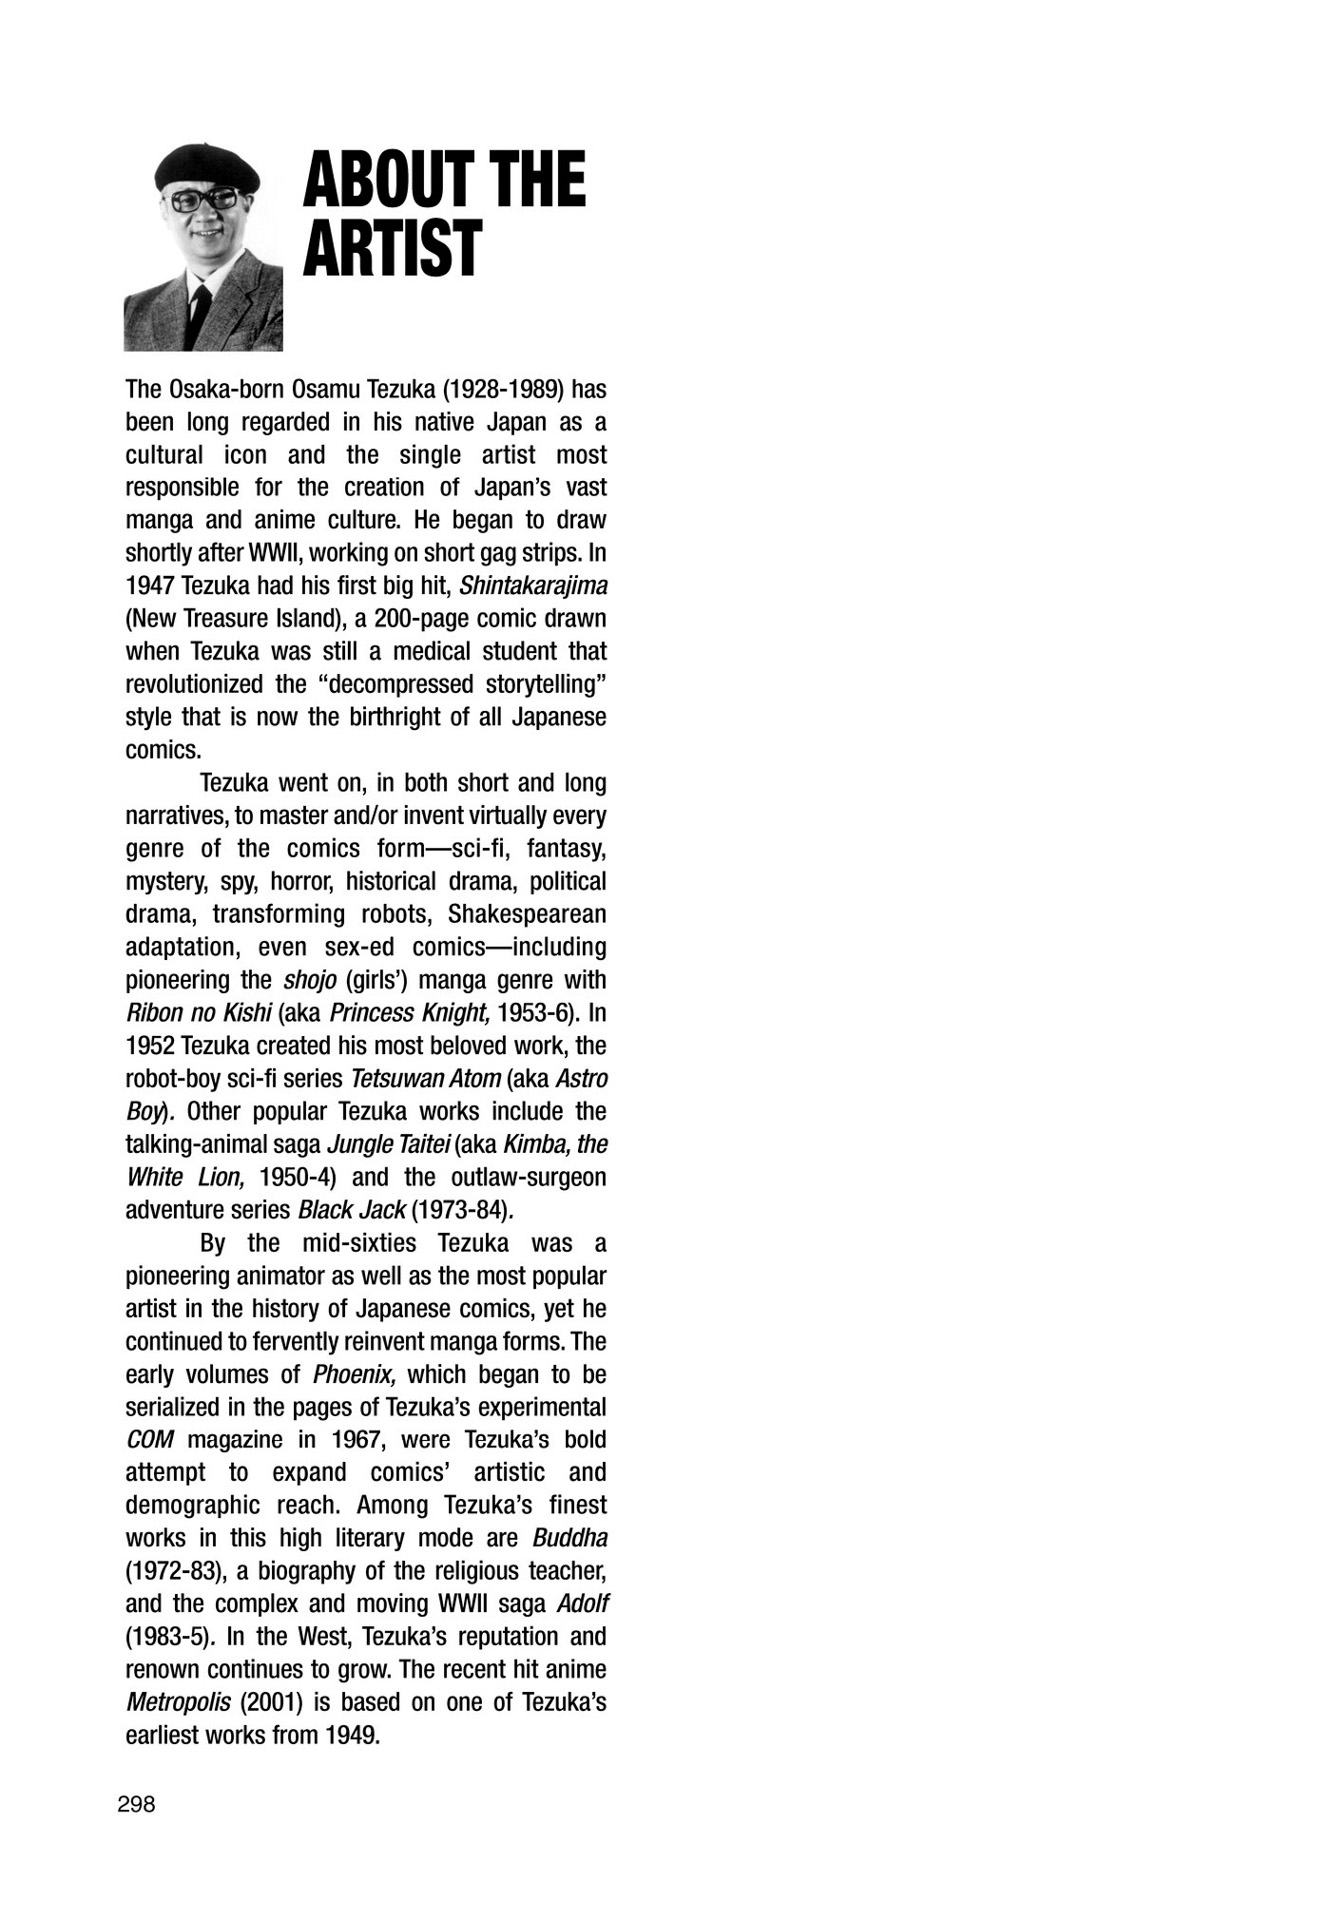 ABOUT THE
ARTIST
The Osaka-born Osamu Tezuka (1928-1989) has
been long regarded in his native Japan as a
cultural icon and the single artist most
responsible for the creation of Japan’s vast
manga and anime culture. He began to draw
shortly after WWII, working on short gag strips. In
1947 Tezuka had his first big hit, Shintakarajima
(New Treasure Island), a 200-page comic drawn
when Tezuka was still a medical student that
revolutionized the “decompressed storytelling”
style that is now the birthright of all Japanese
comics.
Tezuka went on, in both short and long
narratives, to master and/or invent virtually every
genre of the comics form—sci-fi, fantasy,
mystery, spy, horror, historical drama, political
drama, transforming robots, Shakespearean
adaptation, even sex-ed comics—including
pioneering the shojo (girls’) manga genre with
Ribon no Kishi (aka Princess Knight, 1953-6). In
1952 Tezuka created his most beloved work, the
robot-boy sci-fi series Tetsuwan Atom (aka Astro
Boy). Other popular Tezuka works include the
talking-animal saga Jungle Taitei (aka Kimba, the
White Lion, 1950-4) and the outlaw-surgeon
adventure series Black Jack (1973-84).
By the mid-sixties Tezuka was a
pioneering animator as well as the most popular
artist in the history of Japanese comics, yet he
continued to fervently reinvent manga forms. The
early volumes of Phoenix, which began to be
serialized in the pages of Tezuka’s experimental
COM magazine in 1967, were Tezuka’s bold
attempt to expand comics’ artistic and
demographic reach. Among Tezuka’s finest
works in this high literary mode are Buddha
(1972-83), a biography of the religious teacher,
and the complex and moving WWII saga Adolf
(1983-5). In the West, Tezuka’s reputation and
renown continues to grow. The recent hit anime
Metropolis (2001) is based on one of Tezuka’s
earliest works from 1949.
298